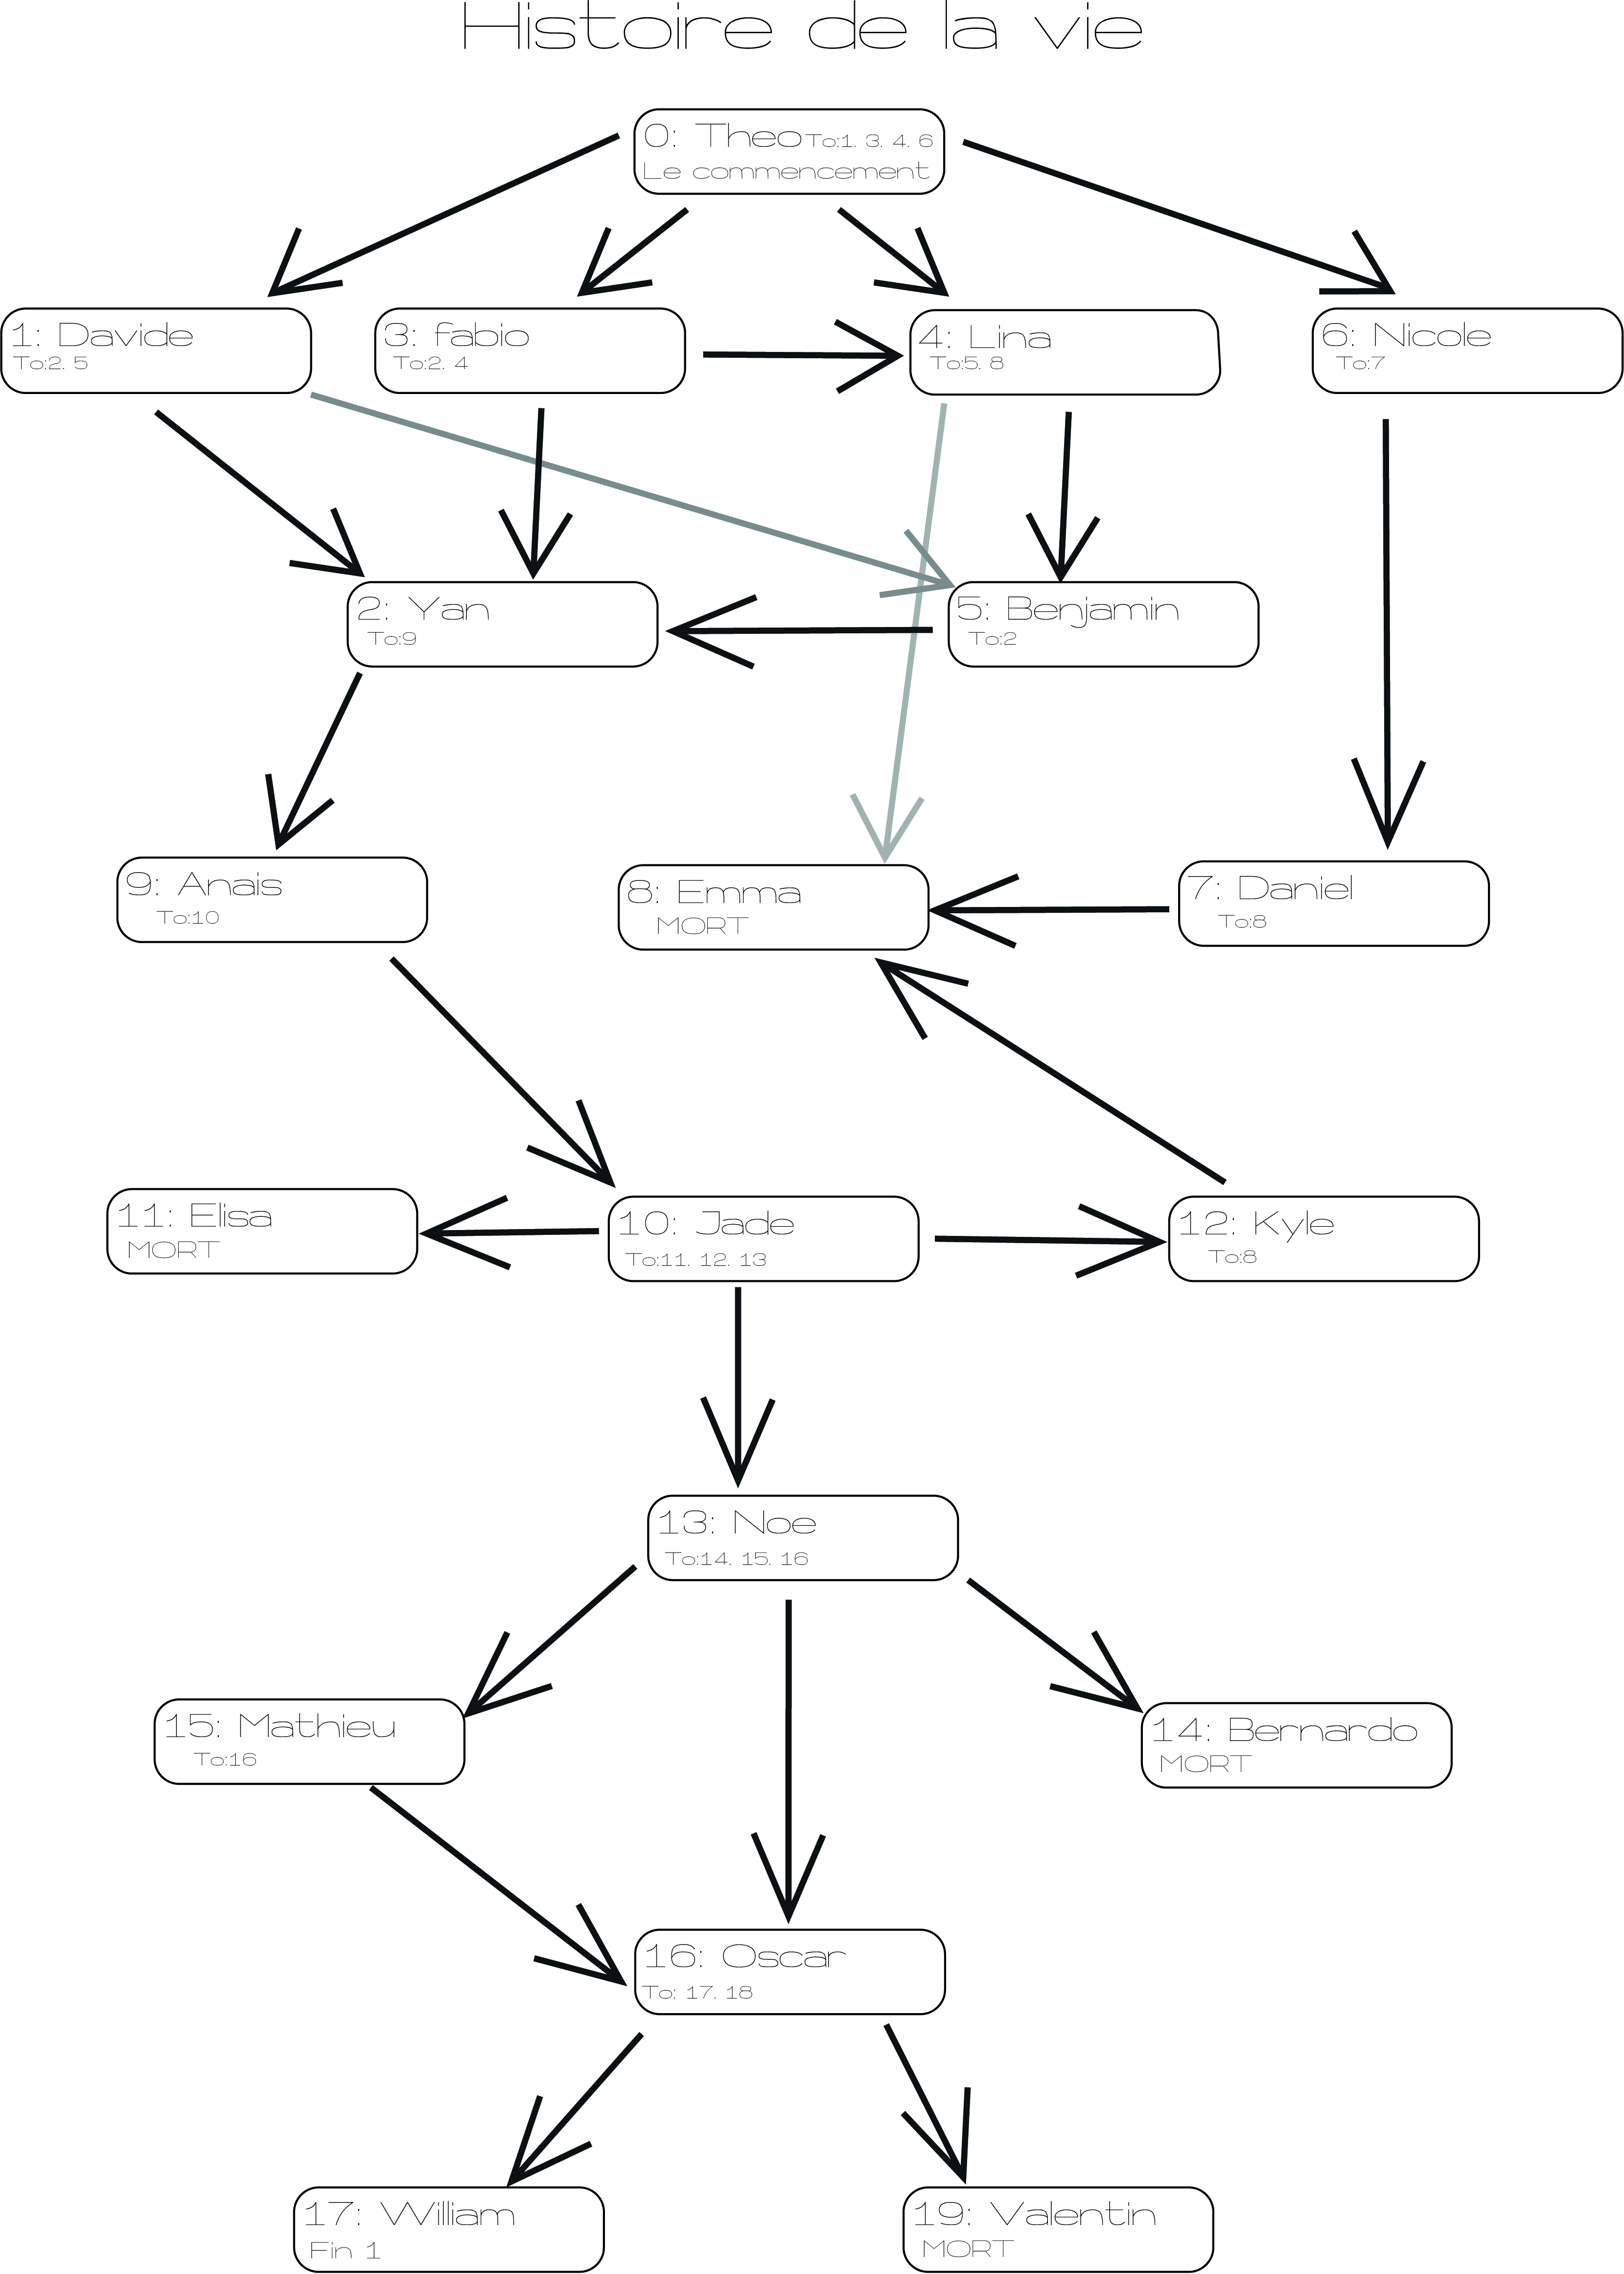 Histoire de la vie
0: Theo To:1. 3. 4. 6
Le commencement
1: Davide
To:2. 5
3: fabio
To:2. 4
4: Lina
To:5. 8
6: Nicole
To:7
2: Yan
To:9
5: Benjamin
To:2
9: Anais
To:10
8: Emma
MORT
7: Daniel
To:8
11: Elisa
MORT
10: Jade
To:11. 12. 13
12: Kyle
To:8
13: Noe
To:14. 15. 16
15: Mathieu
To:16
14: Bernardo
MORT
16: Oscar
To: 17. 18
17: William
Fin 1
19: Valentin
MORT